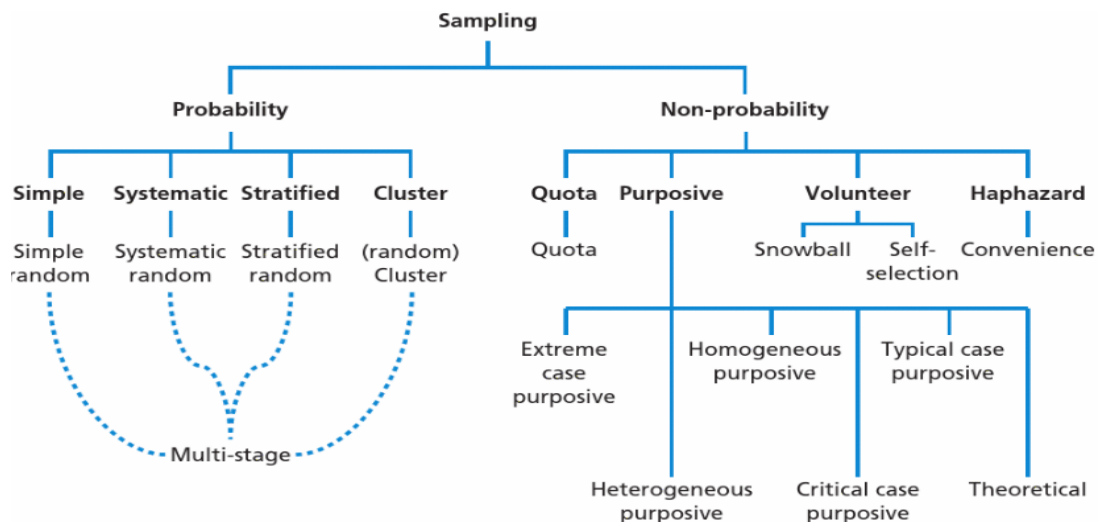 Sampling
Probability
Non-probability
Simple
Systematic
Stratified
Cluster
Quota
Purposive
Volunteer
Haphazard
Simple
random
Systematic
random
Stratified
random
(random)
Cluster
Quota
Snowball
Self-
selection
Convenience
Extreme
case
purposive
Homogeneous
purposive
Typical case
purposive
Multi-stage
Heterogeneous
purposive
Critical case
purposive
Theoretical